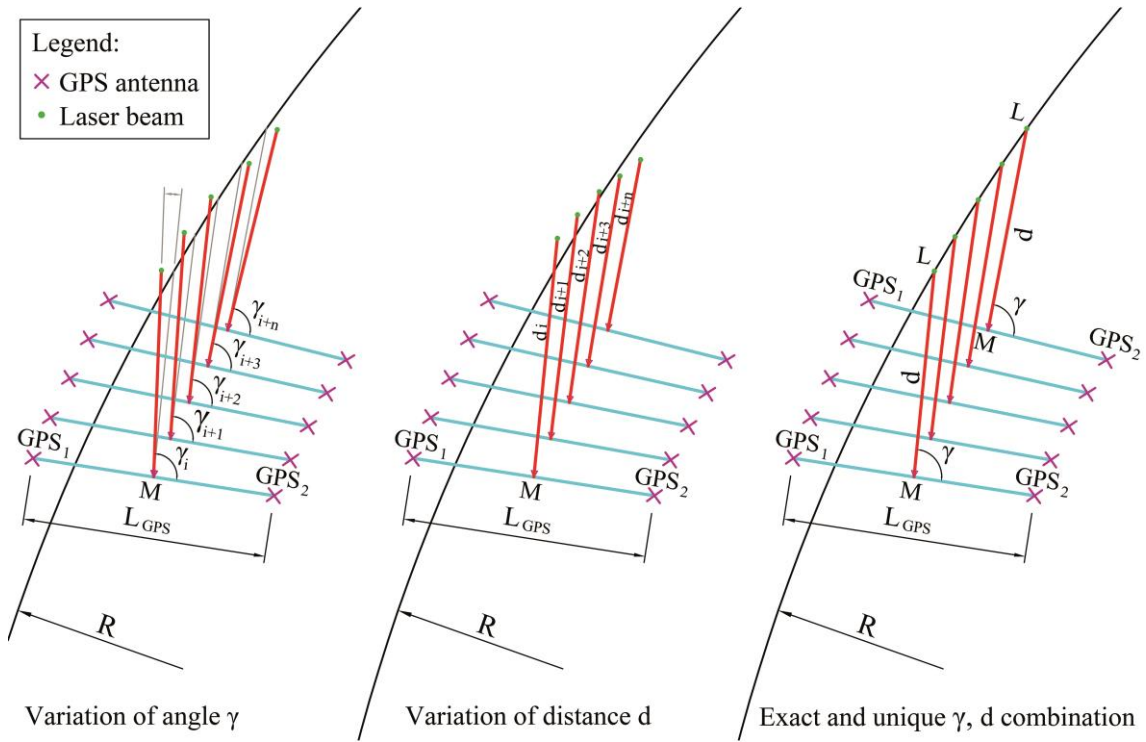 Legend:
GPS antenna
Laser beam
γi+n
γi+3
γi+2
γi+1
γi
GPS1
M
GPS2
LGPS
R
Variation of angle γ
di
di+1
di+2
di+3
di+n
GPS1
M
GPS2
LGPS
R
Variation of distance d
L
L
d
d
GPS1
γ
M
GPS2
GPS1
γ
M
GPS2
LGPS
R
Exact and unique γ, d combination